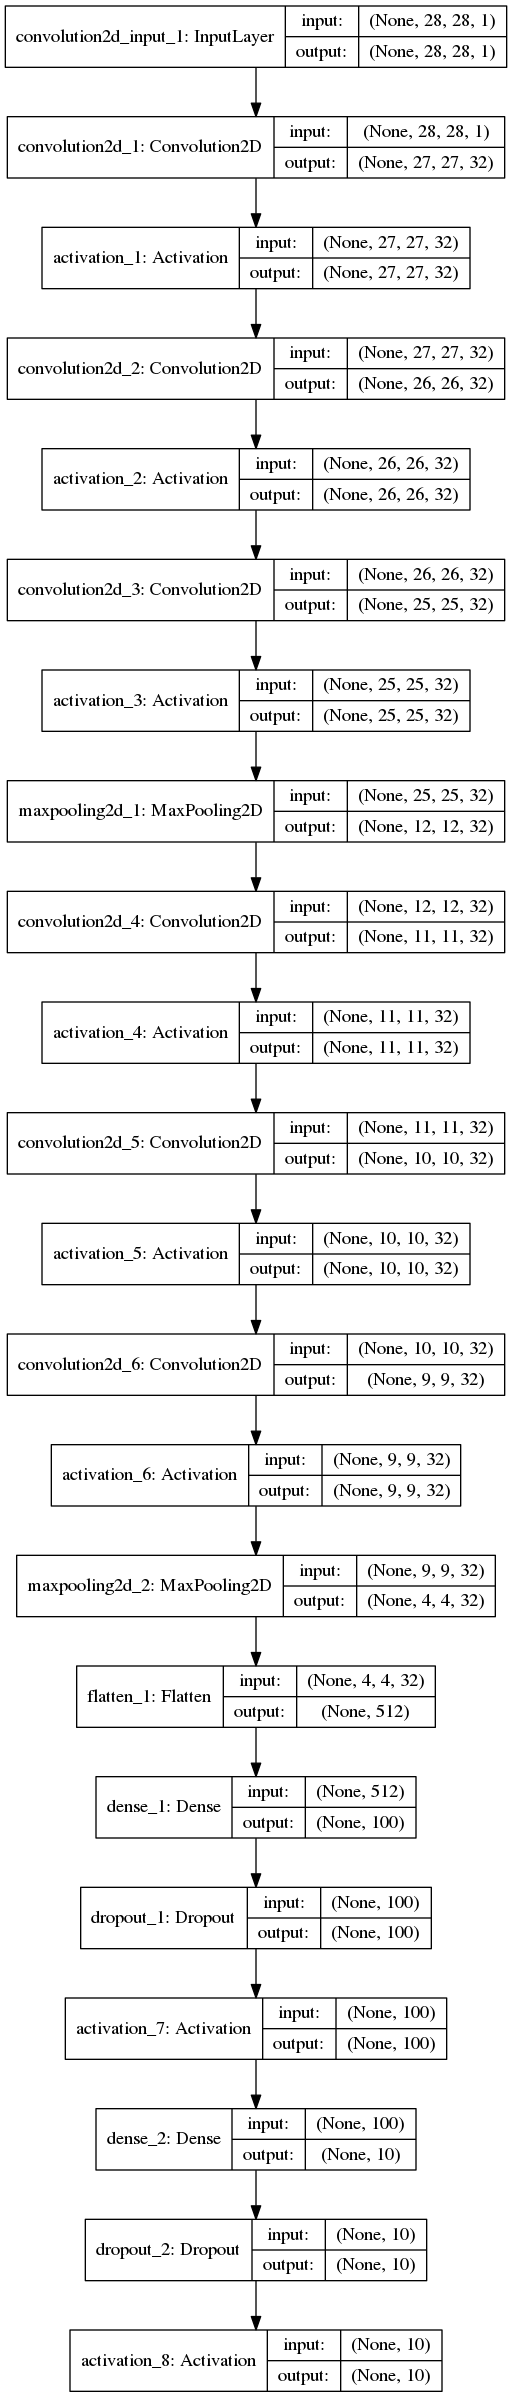 convolution2d_input_1: InputLayer
input: (None, 28, 28, 1)
output: (None, 28, 28, 1)
convolution2d_1: Convolution2D
input: (None, 28, 28, 1)
output: (None, 27, 27, 32)
activation_1: Activation
input: (None, 27, 27, 32)
output: (None, 27, 27, 32)
convolution2d_2: Convolution2D
input: (None, 27, 27, 32)
output: (None, 26, 26, 32)
activation_2: Activation
input: (None, 26, 26, 32)
output: (None, 26, 26, 32)
convolution2d_3: Convolution2D
input: (None, 26, 26, 32)
output: (None, 25, 25, 32)
activation_3: Activation
input: (None, 25, 25, 32)
output: (None, 25, 25, 32)
maxpooling2d_1: MaxPooling2D
input: (None, 25, 25, 32)
output: (None, 12, 12, 32)
convolution2d_4: Convolution2D
input: (None, 12, 12, 32)
output: (None, 11, 11, 32)
activation_4: Activation
input: (None, 11, 11, 32)
output: (None, 11, 11, 32)
convolution2d_5: Convolution2D
input: (None, 11, 11, 32)
output: (None, 10, 10, 32)
activation_5: Activation
input: (None, 10, 10, 32)
output: (None, 10, 10, 32)
convolution2d_6: Convolution2D
input: (None, 10, 10, 32)
output: (None, 9, 9, 32)
activation_6: Activation
input: (None, 9, 9, 32)
output: (None, 9, 9, 32)
maxpooling2d_2: MaxPooling2D
input: (None, 9, 9, 32)
output: (None, 4, 4, 32)
flatten_1: Flatten
input: (None, 4, 4, 32)
output: (None, 512)
dense_1: Dense
input: (None, 512)
output: (None, 100)
dropout_1: Dropout
input: (None, 100)
output: (None, 100)
activation_7: Activation
input: (None, 100)
output: (None, 100)
dense_2: Dense
input: (None, 100)
output: (None, 10)
dropout_2: Dropout
input: (None, 10)
output: (None, 10)
activation_8: Activation
input: (None, 10)
output: (None, 10)